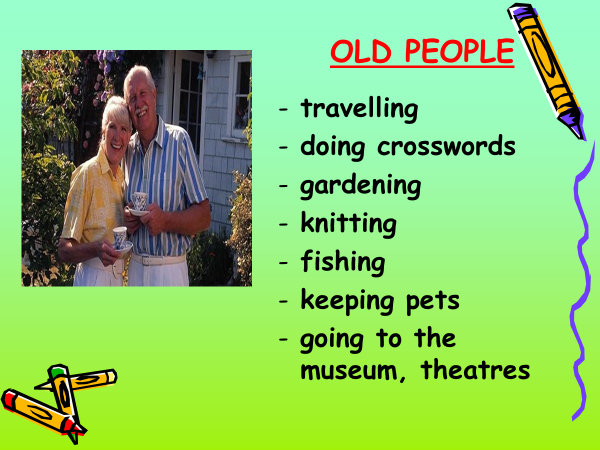 OLD PEOPLE
- travelling
- doing crosswords
- gardening
- knitting
- fishing
- keeping pets
- going to the
museum, theatres